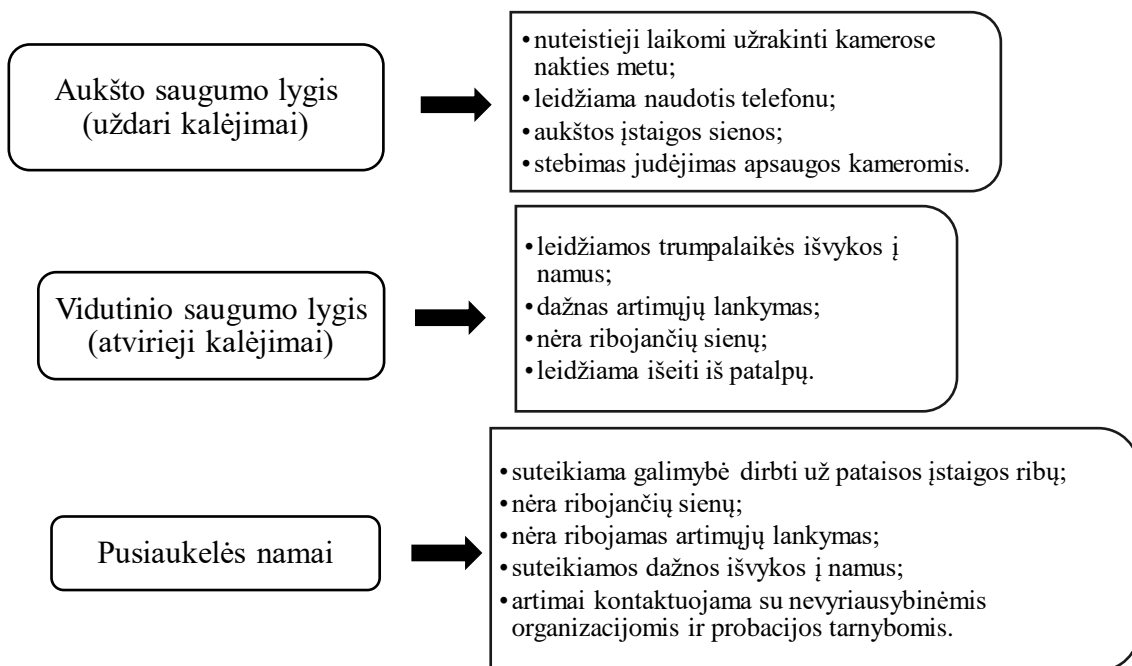 Aukšto saugumo lygis
(uždari kalėjimai)
•nuteistieji laikomi užrakinti kamerose
nakties metu;
•leidžiama naudotis telefonu;
•aukštos įstaigos sienos;
•stebimas judėjimas apsaugos kameromis.
Vidutinio saugumo lygis
(atvirieji kalėjimai)
•leidžiamos trumpalaikės išvykos į
namus;
•dažnas artimųjų lankymas;
•nėra ribojančių sienų;
•leidžiama išeiti iš patalpų.
Pusiaukelės namai
•suteikiama galimybė dirbti už pataisos įstaigos ribų;
•nėra ribojančių sienų;
•nėra ribojamas artimųjų lankymas;
•suteikiamos dažnos išvykos į namus;
•artimai kontaktuojama su nevyriausybinėmis
organizacijomis ir probacijos tarnybomis.